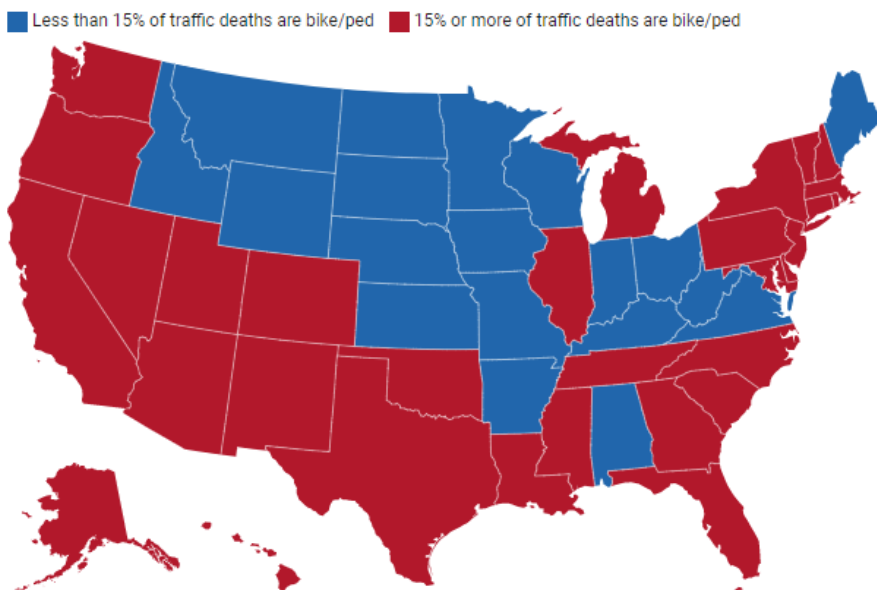 Less than 15% of traffic deaths are bike/ped 15% or more of traffic deaths are bike/ped